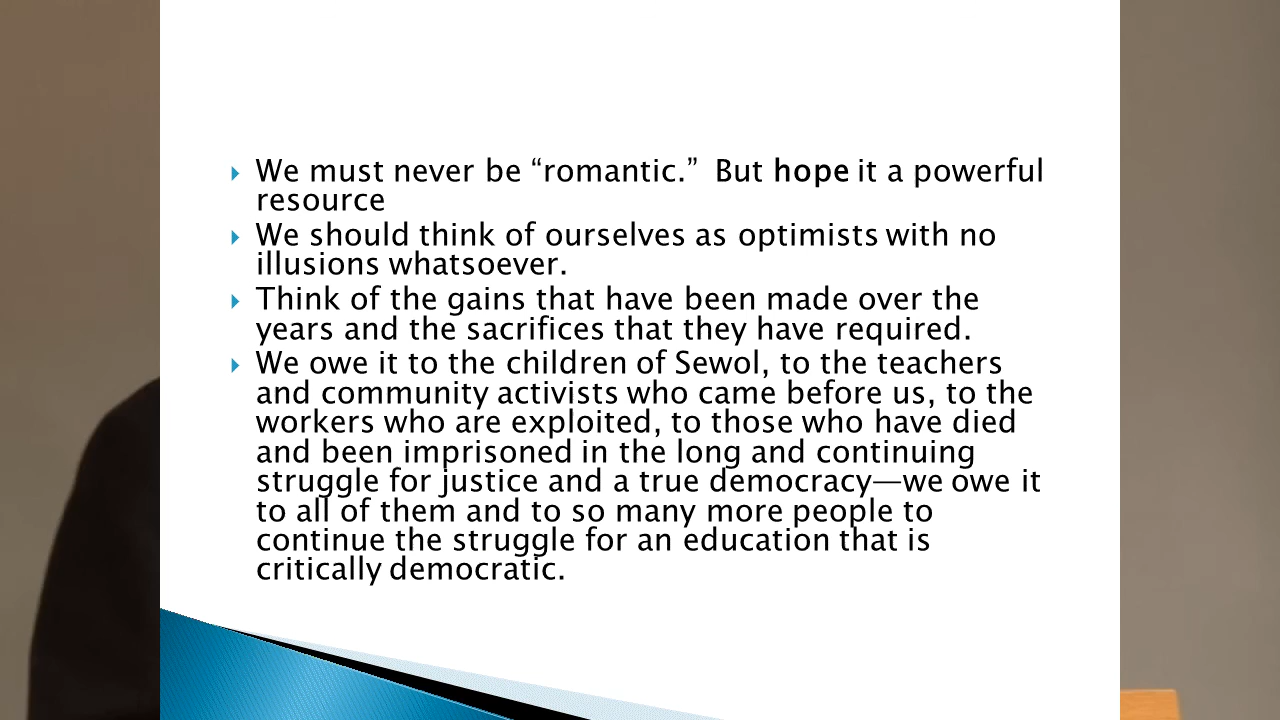 We must never be “romantic.”  But hope it a powerful
resource
We should think of ourselves as optimists with no
illusions whatsoever.
Think of the gains that have been made over the
years and the sacrifices that they have required.
We owe it to the children of Sewol, to the teachers
and community activists who came before us, to the
workers who are exploited, to those who have died
and been imprisoned in the long and continuing
struggle for justice and a true democracy—we owe it
to all of them and to so many more people to
continue the struggle for an education that is
critically democratic.